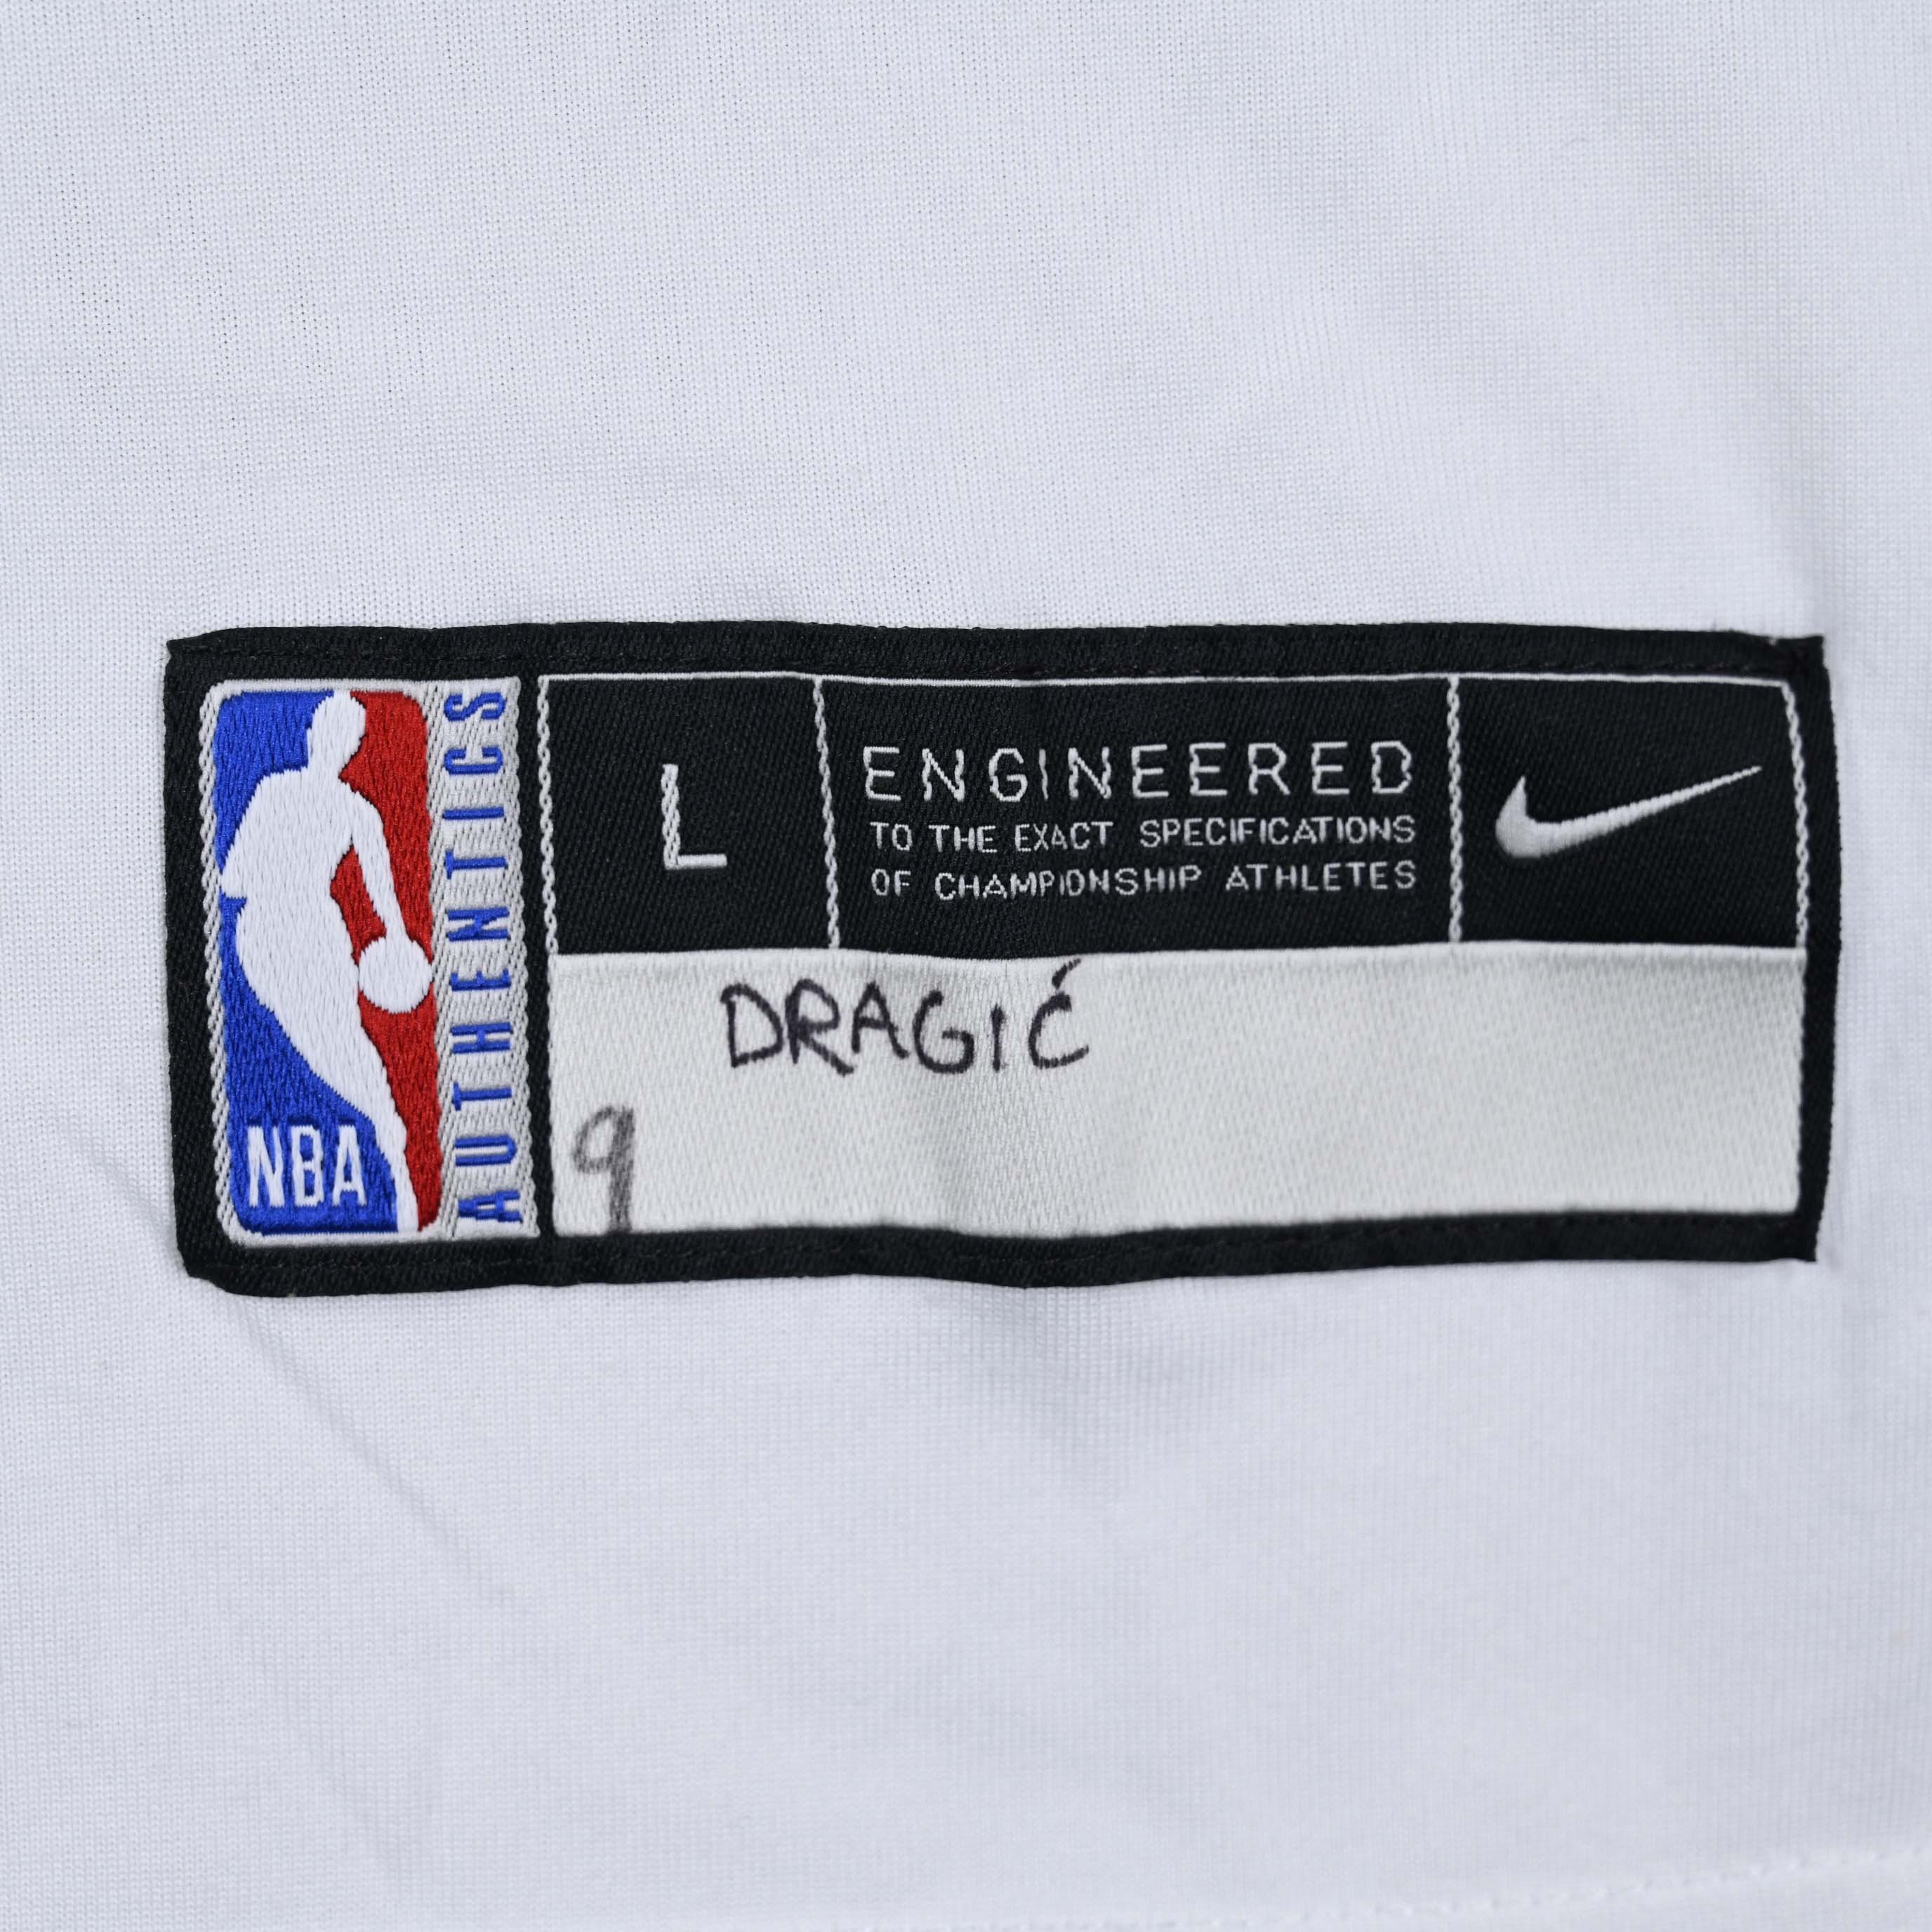 NBA
AUTHENTICS
L
ENGINEERED
TO THE EXACT SPECIFICATIONS
OF CHAMPIONSHIP ATHLETES
DRAGIĆ
9